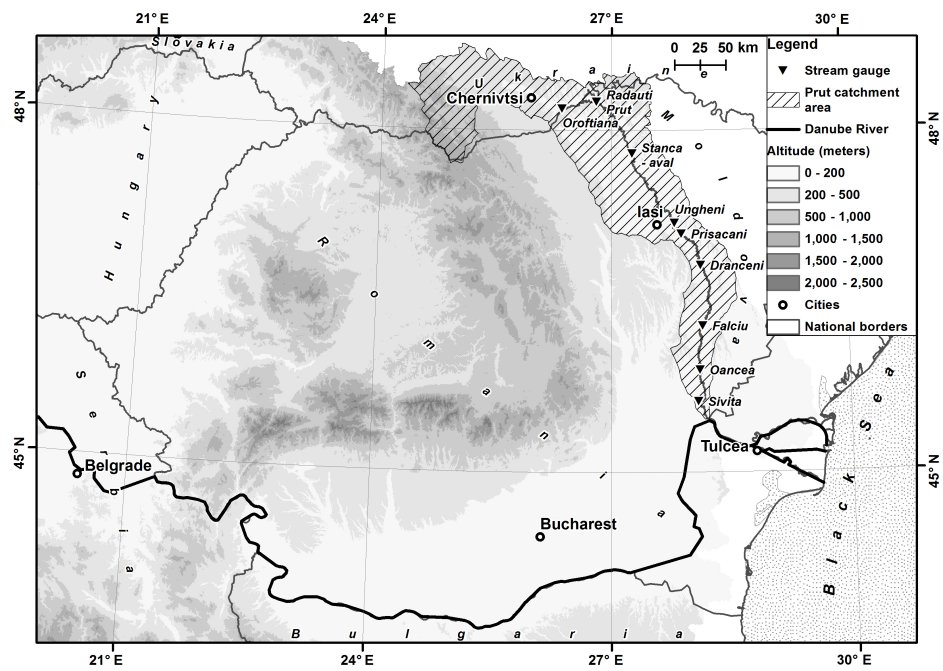 21° E
24° E
27° E
30° E
Slovakia
Ukraine
0 25 50 km
Legend
Stream gauge
Prut catchment
area
Danube River
Altitude (meters)
0 - 200
200 - 500
500 - 1,000
1,000 - 1,500
1,500 - 2,000
2,000 - 2,500
Cities
National borders
48° N
48° N
Chernivtsi
Radauti
Prut
Oroftiana
Stanca
- aval
Moldova
Hungary
Iasi
Ungheni
Prisacani
Dranceni
Romania
Falciu
Oancea
Sivita
Serbia
45° N
45° N
Belgrade
Tulcea
Bucharest
Black Sea
Bulgaria
21° E
24° E
27° E
30° E